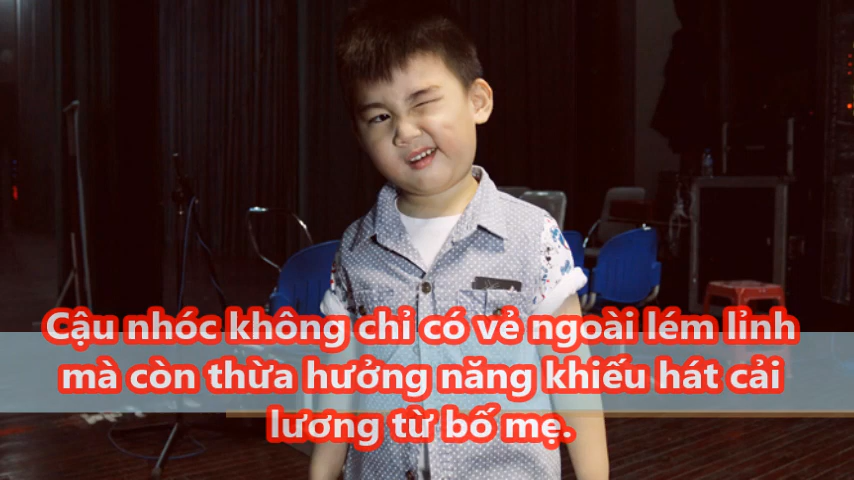 Cậu nhóc không chỉ có vẻ ngoài lém lỉnh
mà còn thừa hưởng năng khiếu hát cải
lương từ bố mẹ.